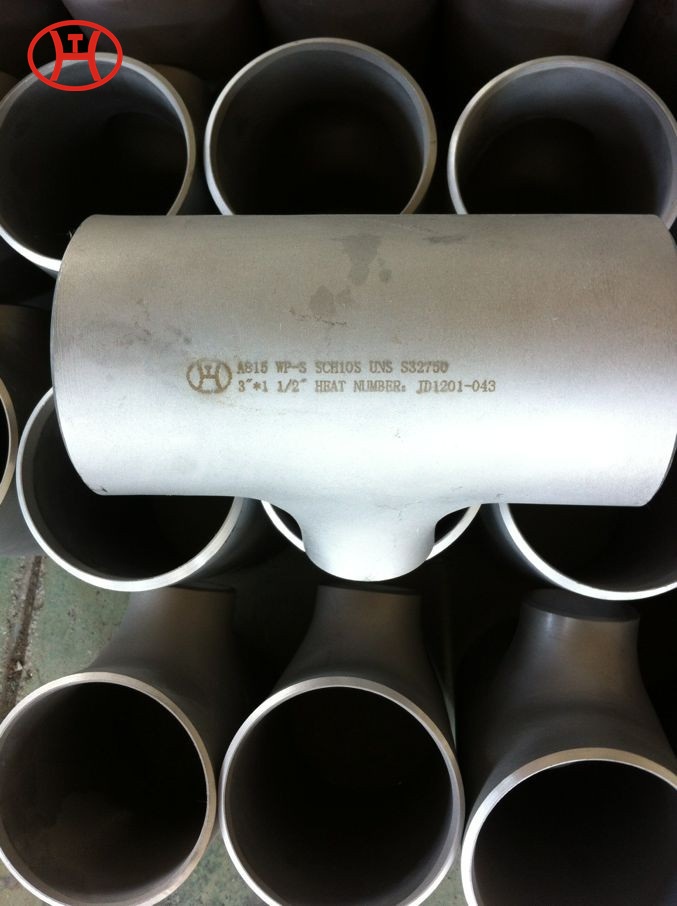 A815 WP-S SCH10S UNS S32750
3"*1 1/2" HEAT NUMBER: JD1201-043